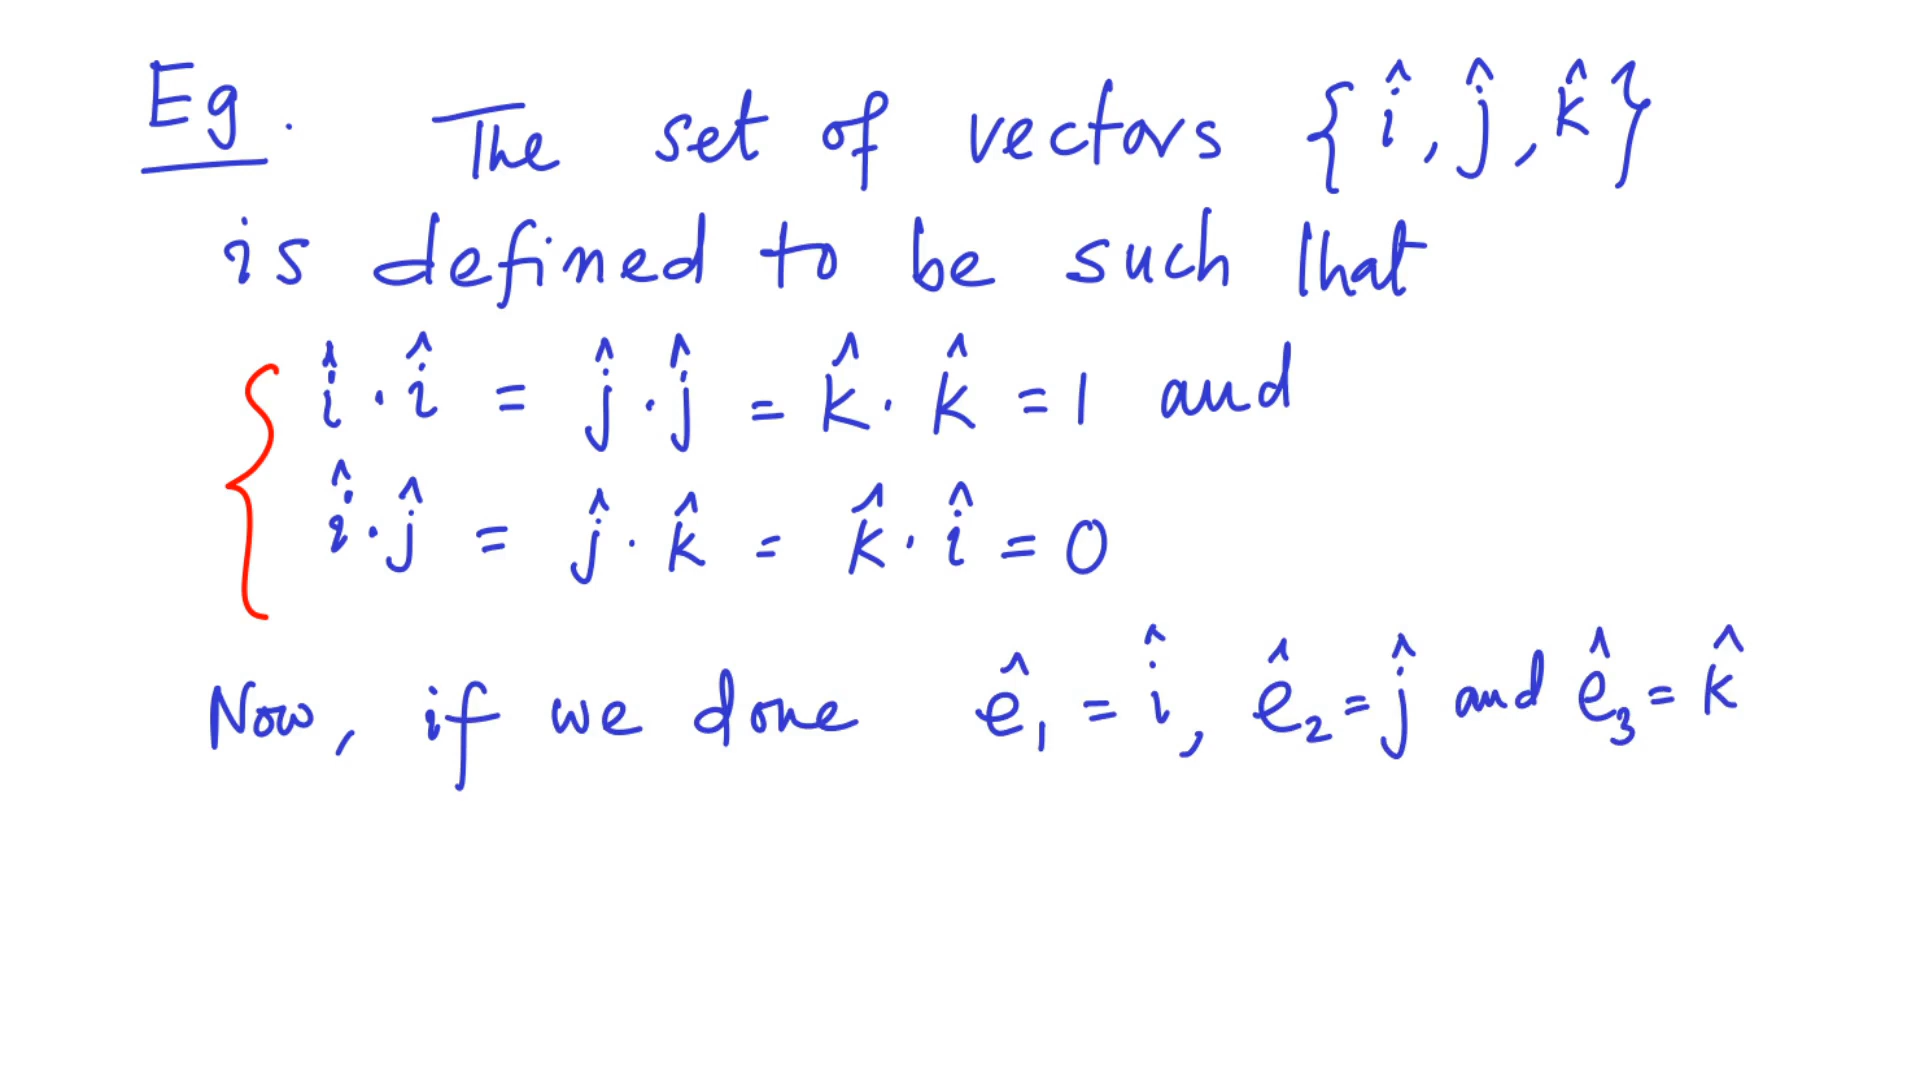 Eg. The set of vectors {î, ĵ, k̂}
is defined to be such that
î · î = ĵ · ĵ = k̂ · k̂ = 1 and
î · ĵ = ĵ · k̂ = k̂ · î = 0
Now, if we done ê₁ = î, ê₂ = ĵ and ê₃ = k̂